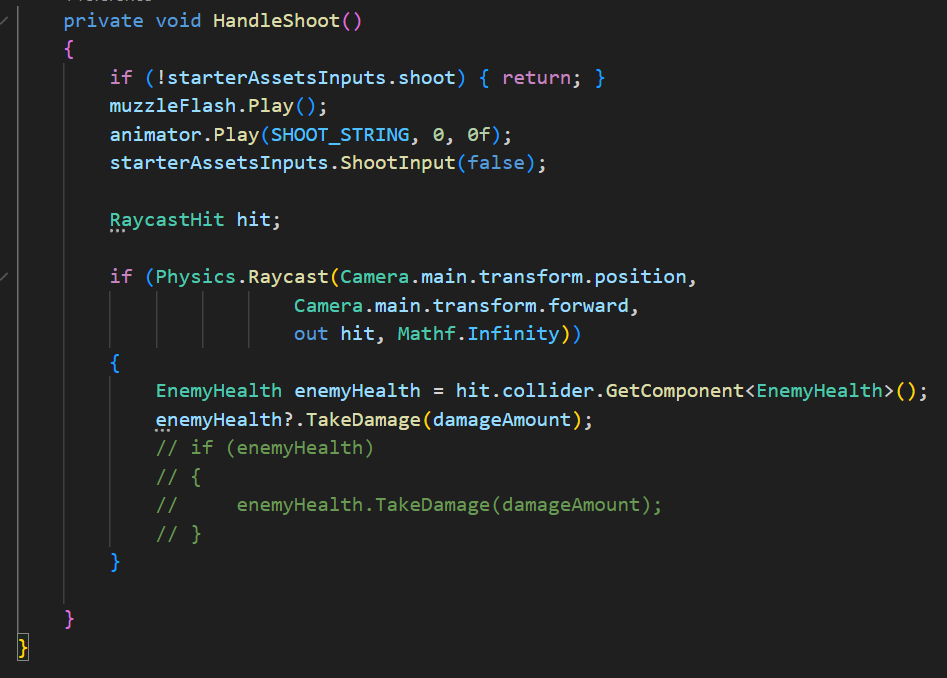 private void HandleShoot()
{
if (!starterAssetsInputs.shoot) { return; }
muzzleFlash.Play();
animator.Play(SHOOT_STRING, 0, 0f);
starterAssetsInputs.ShootInput(false);
RaycastHit hit;
if (Physics.Raycast(Camera.main.transform.position,
Camera.main.transform.forward,
out hit, Mathf.Infinity))
{
EnemyHealth enemyHealth = hit.collider.GetComponent<EnemyHealth>();
enemyHealth?.TakeDamage(damageAmount);
// if (enemyHealth)
// {
//     enemyHealth.TakeDamage(damageAmount);
// }
}
}
}